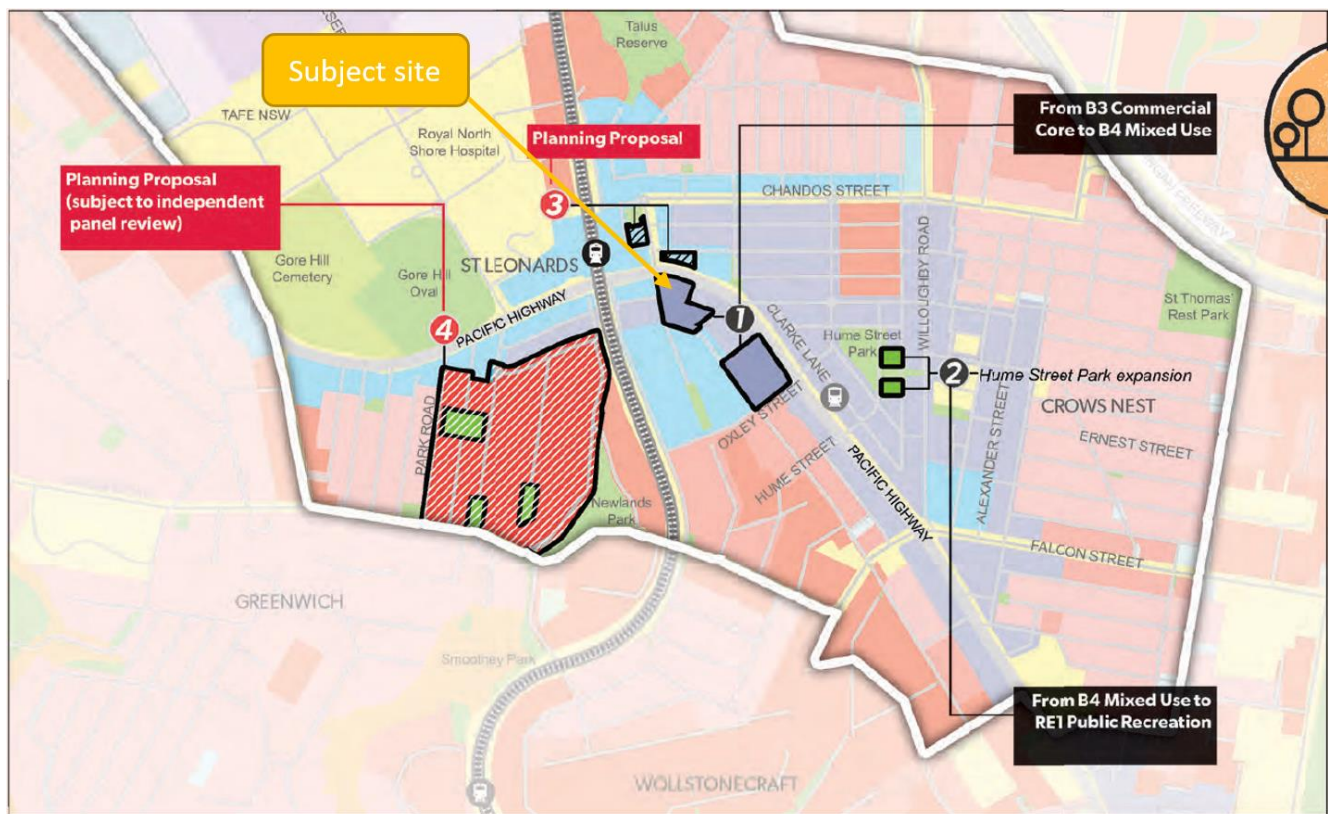 Talus
Reserve
Subject site
TAFE NSW
Royal North
Shore Hospital
Planning Proposal
From B3 Commercial
Core to B4 Mixed Use
Planning Proposal
(subject to independent
panel review)
CHANDOS STREET
3
WILLOUGHBY ROAD
Gore Hill
Cemetery
Gore Hill
Oval
ST LEONARDS
St Thomas'
Rest Park
4
PACIFIC HIGHWAY
1
CLARKE LANE
Hume Street
Park
2
Hume Street Park expansion
CROWS NEST
PARK ROAD
OXLEY STREET
ALEXANDER STREET
ERNEST STREET
HUME STREET
PACIFIC HIGHWAY
Newlands
Park
FALCON STREET
GREENWICH
Smoothey Park
From B4 Mixed Use to
RE1 Public Recreation
WOLLSTONECRAFT